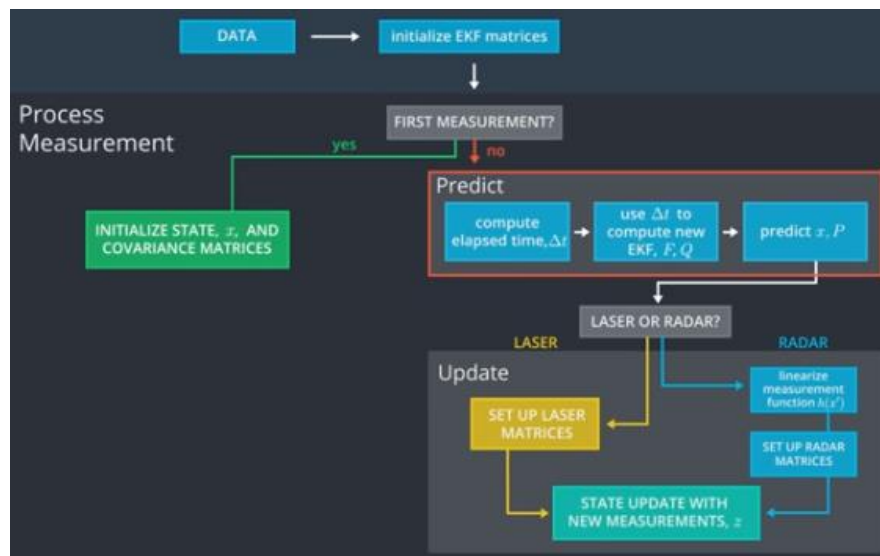 DATA
initialize EKF matrices
Process
Measurement
FIRST MEASUREMENT?
yes
no
INITIALIZE STATE, x, AND
COVARIANCE MATRICES
Predict
compute
elapsed time, Δt
use Δt to
compute new
EKF, F, Q
predict x, P
LASER OR RADAR?
LASER
RADAR
Update
SET UP LASER
MATRICES
linearize
measurement
function h(x')
SET UP RADAR
MATRICES
STATE UPDATE WITH
NEW MEASUREMENTS, z